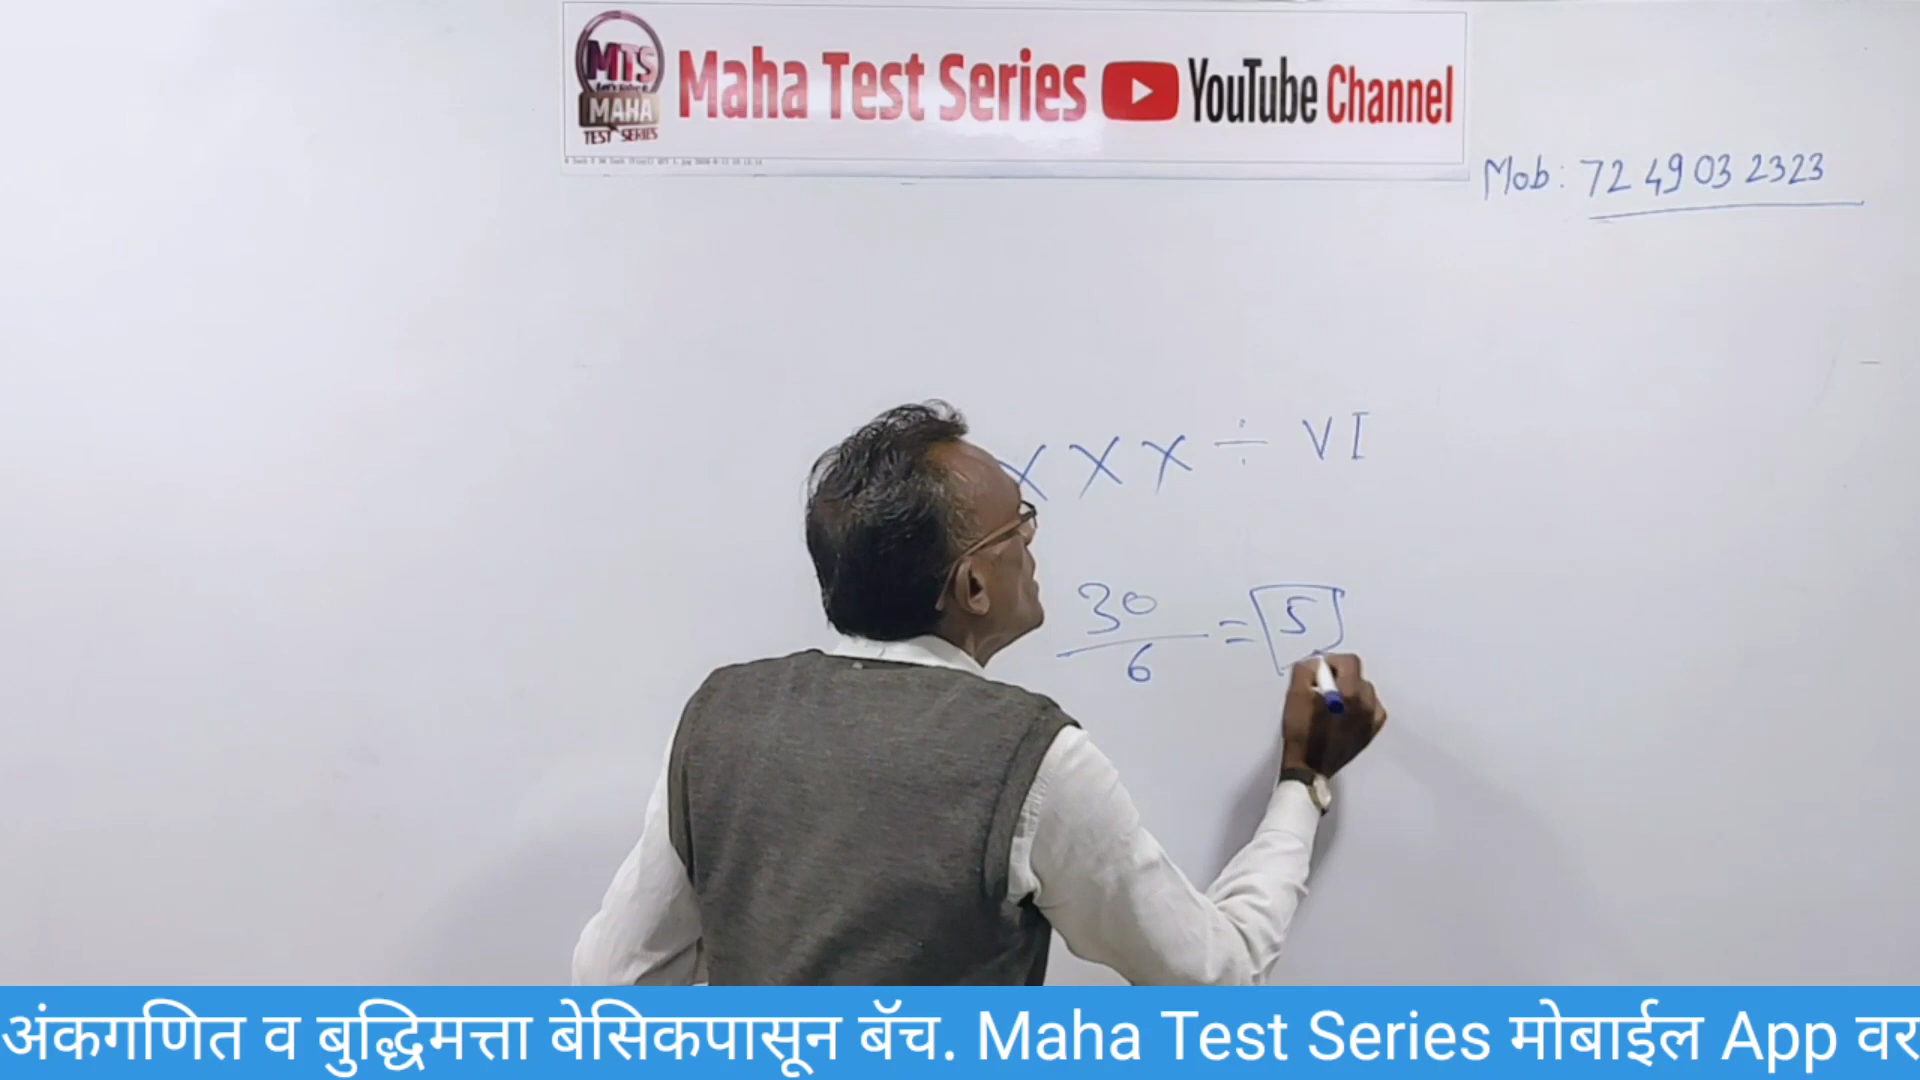 MTS
MAHA
TEST SERIES
Maha Test Series YouTube Channel
Mob: 72 49 03 2323
X X X ÷ VI
30
6
= 5
अंकगणित व बुद्धिमत्ता बेसिकपासून बॅच. Maha Test Series मोबाईल App वर